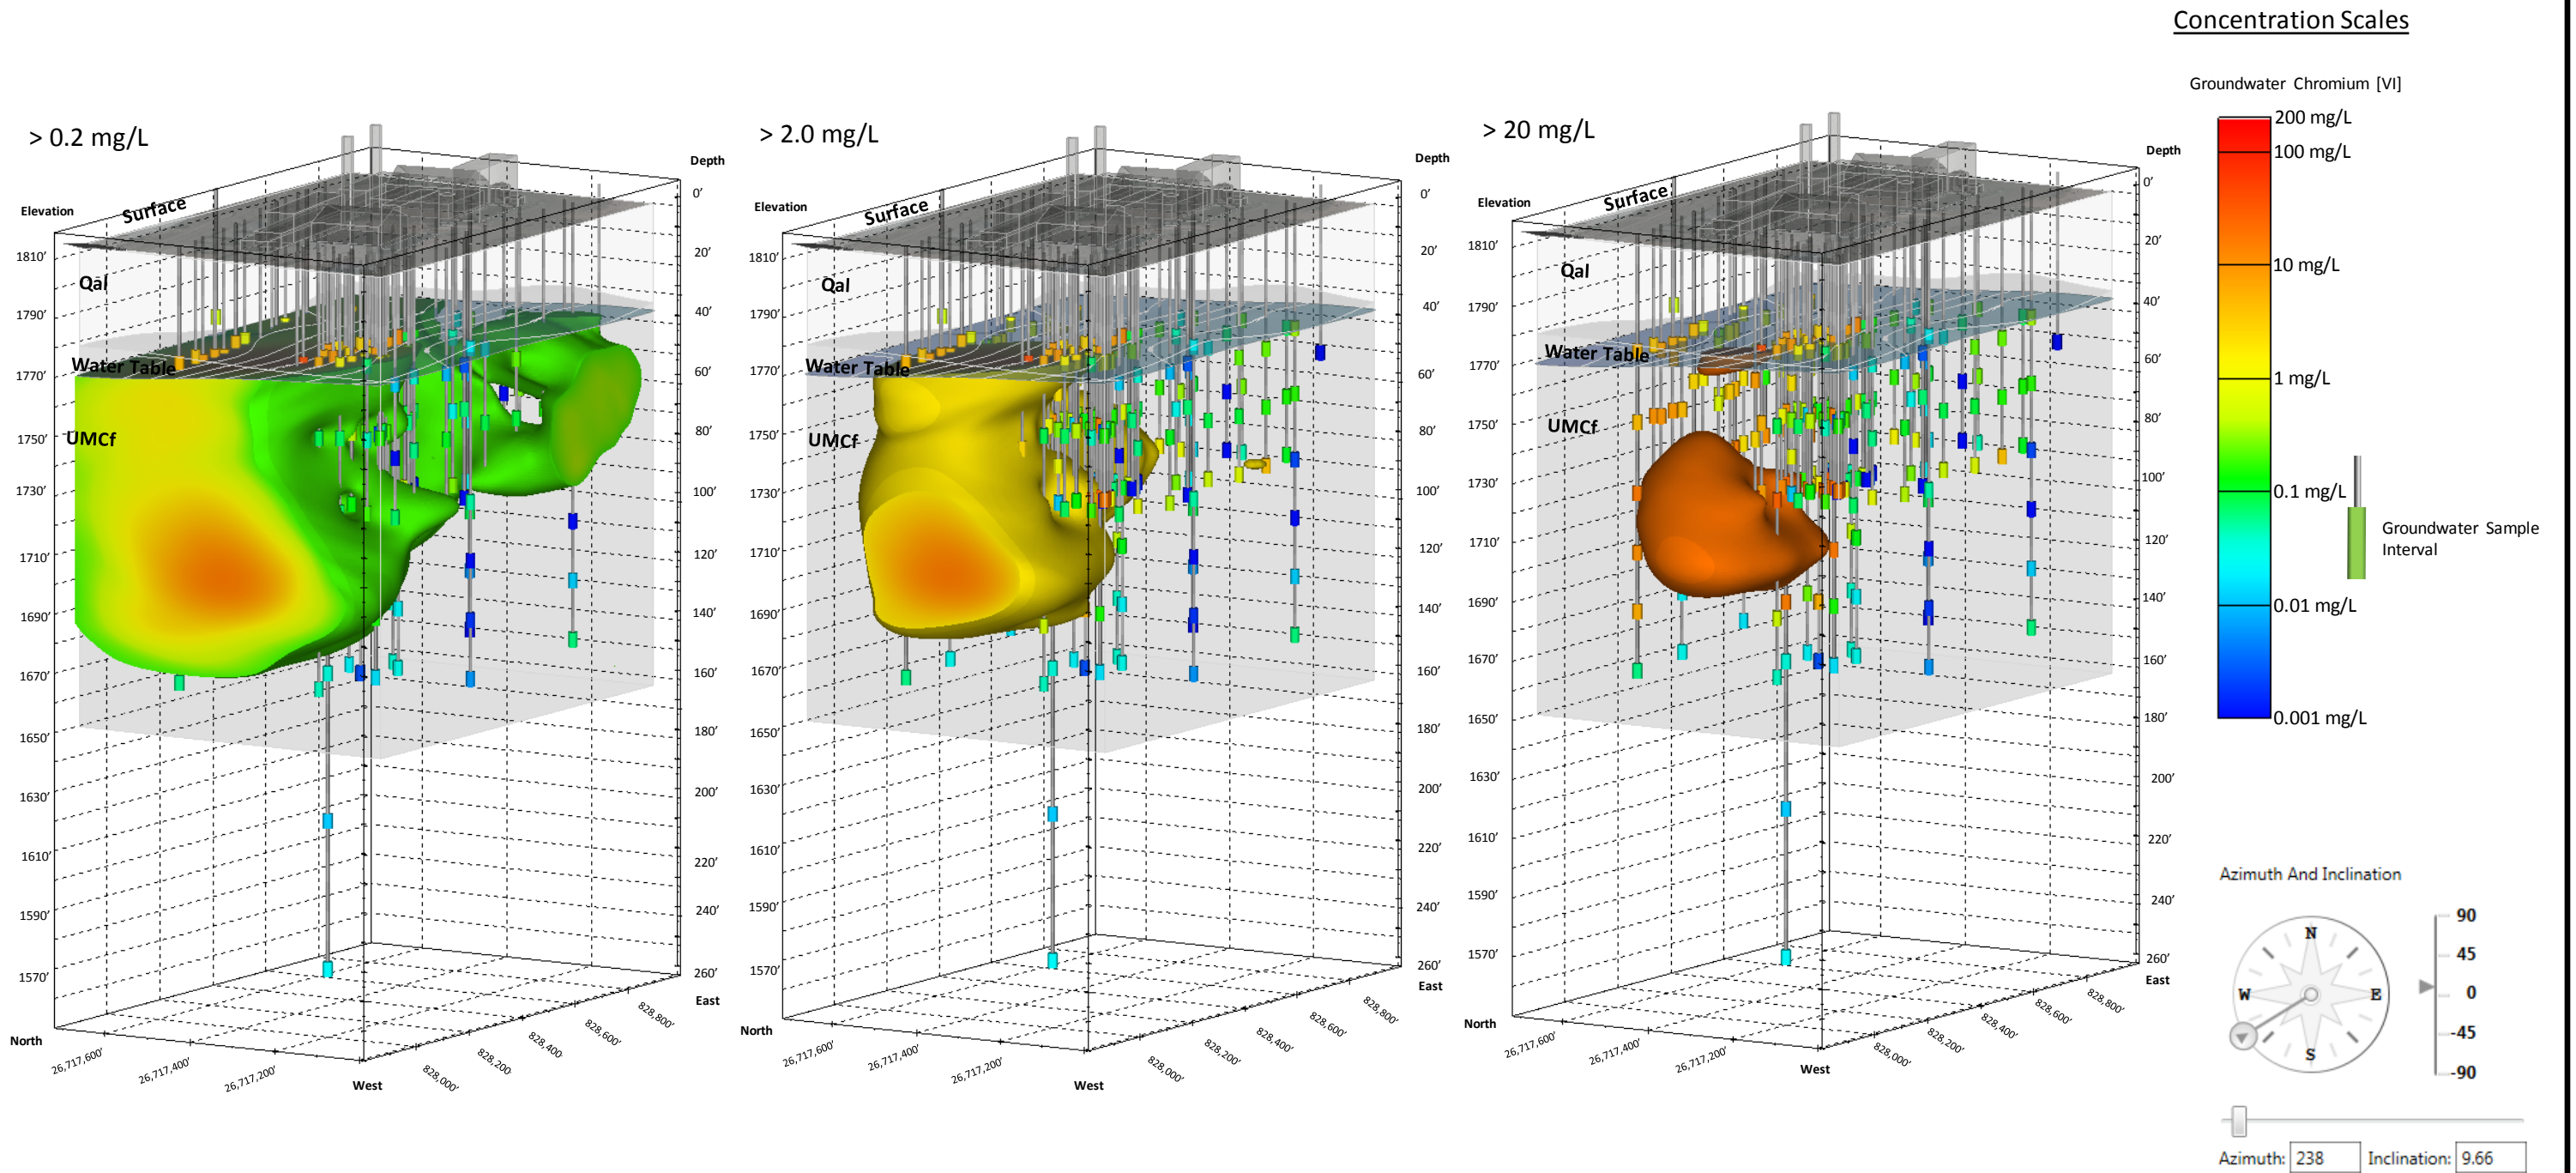 Concentration Scales
Groundwater Chromium [VI]
200 mg/L
100 mg/L
10 mg/L
1 mg/L
0.1 mg/L
0.01 mg/L
0.001 mg/L
Groundwater Sample
Interval
> 0.2 mg/L
Depth
Elevation
Surface
Qal
Water Table
UMCf
1810'
1790'
1770'
1750'
1730'
1710'
1690'
1670'
1650'
1630'
1610'
1590'
1570'
0'
20'
40'
60'
80'
100'
120'
140'
160'
180'
200'
220'
240'
260'
East
North
West
26,717,600'
26,717,400'
26,717,200'
828,000'
828,200
828,400
828,600'
828,800'
> 2.0 mg/L
Depth
Elevation
Surface
Qal
Water Table
UMCf
1810'
1790'
1770'
1750'
1730'
1710'
1690'
1670'
1650'
1630'
1610'
1590'
1570'
0'
20'
40'
60'
80'
100'
120'
140'
160'
180'
200'
220'
240'
260'
East
North
West
26,717,600'
26,717,400'
26,717,200'
828,000'
828,200'
828,400'
828,600'
828,800'
> 20 mg/L
Depth
Elevation
Surface
Qal
Water Table
UMCf
1810'
1790'
1770'
1750'
1730'
1710'
1690'
1670'
1650'
1630'
1610'
1590'
1570'
0'
20'
40'
60'
80'
100'
120'
140'
160'
180'
200'
220'
240'
260'
East
North
West
26,717,600'
26,717,400'
26,717,200'
828,000'
828,200'
828,400'
828,600'
828,800'
Azimuth And Inclination
N
W
E
S
90
45
0
-45
-90
Azimuth: 238 Inclination: 9.66